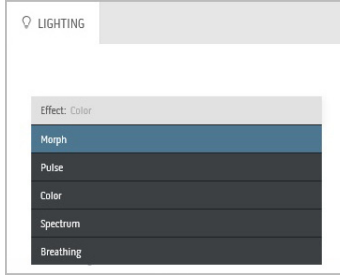 LIGHTING
Effect: Color
Morph
Pulse
Color
Spectrum
Breathing